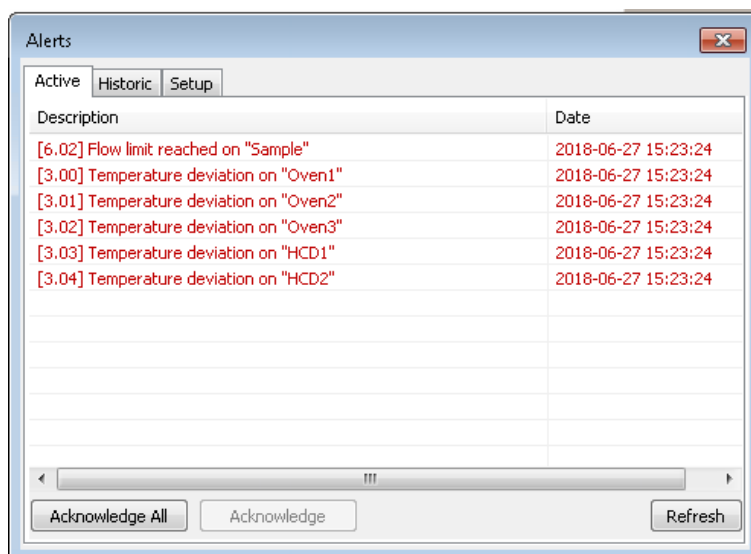 Alerts
Active Historic Setup
Description Date
[6.02] Flow limit reached on "Sample" 2018-06-27 15:23:24
[3.00] Temperature deviation on "Oven1" 2018-06-27 15:23:24
[3.01] Temperature deviation on "Oven2" 2018-06-27 15:23:24
[3.02] Temperature deviation on "Oven3" 2018-06-27 15:23:24
[3.03] Temperature deviation on "HCD1" 2018-06-27 15:23:24
[3.04] Temperature deviation on "HCD2" 2018-06-27 15:23:24
Acknowledge All Acknowledge Refresh